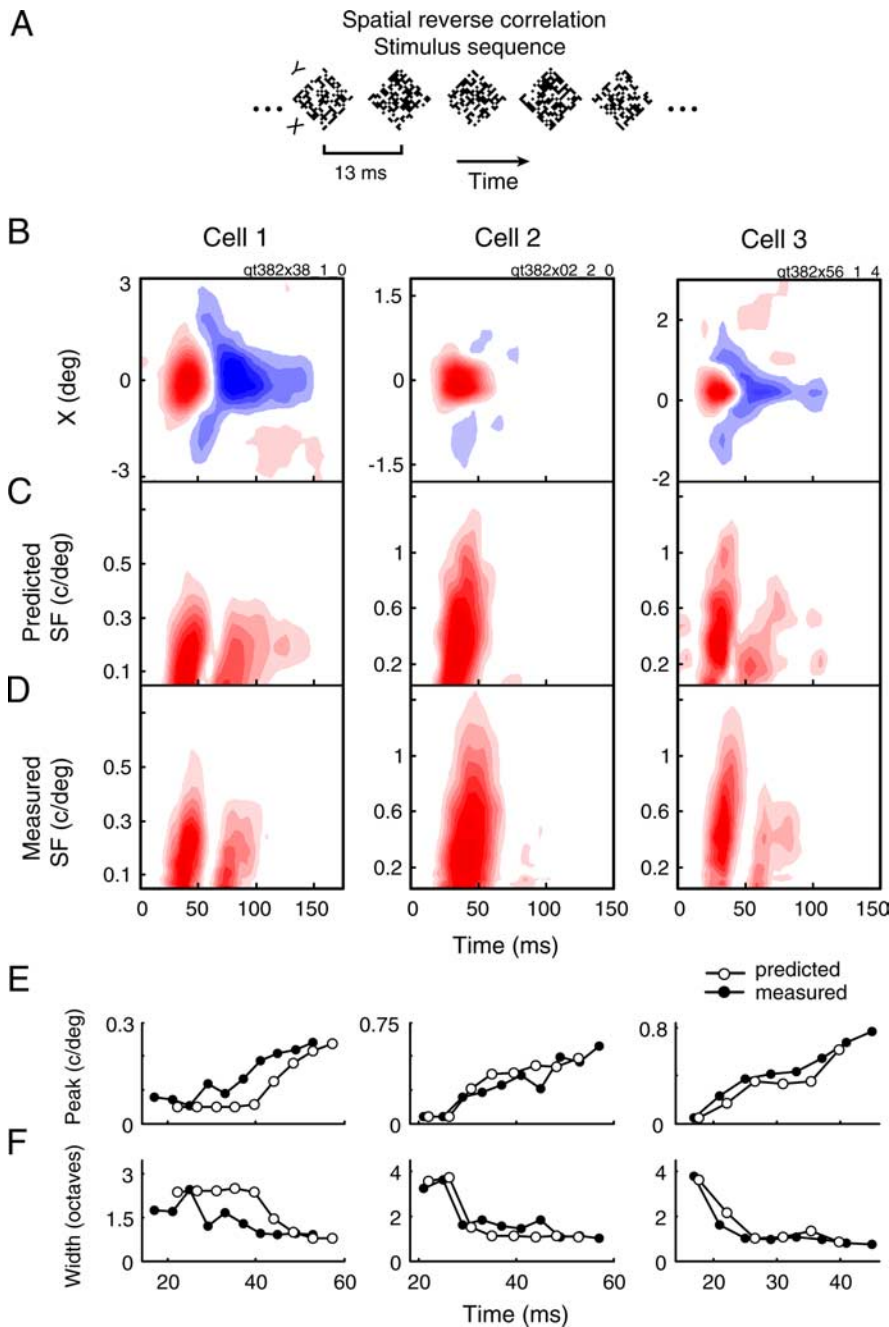 A
Spatial reverse correlation
Stimulus sequence
Y
X
... ...
13 ms
Time
B
Cell 1 Cell 2 Cell 3
qt382x38_1_0 qt382x02_2_0 qt382x56_1_4
X (deg)
3 0 -3
1.5 0 -1.5
2 0 -2
C
Predicted
SF (c/deg)
0.5 0.3 0.1
1 0.6 0.2
1 0.6 0.2
D
Measured
SF (c/deg)
0.5 0.3 0.1
1 0.6 0.2
1 0.6 0.2
0 50 100 150 0 50 100 150 0 50 100 150
Time (ms)
E
predicted
measured
Peak (c/deg)
0.3 0
0.75 0
0.8 0
F
Width (octaves)
3 1.5 0
4 2 0
4 2 0
20 40 60 20 40 60 20 30 40
Time (ms)